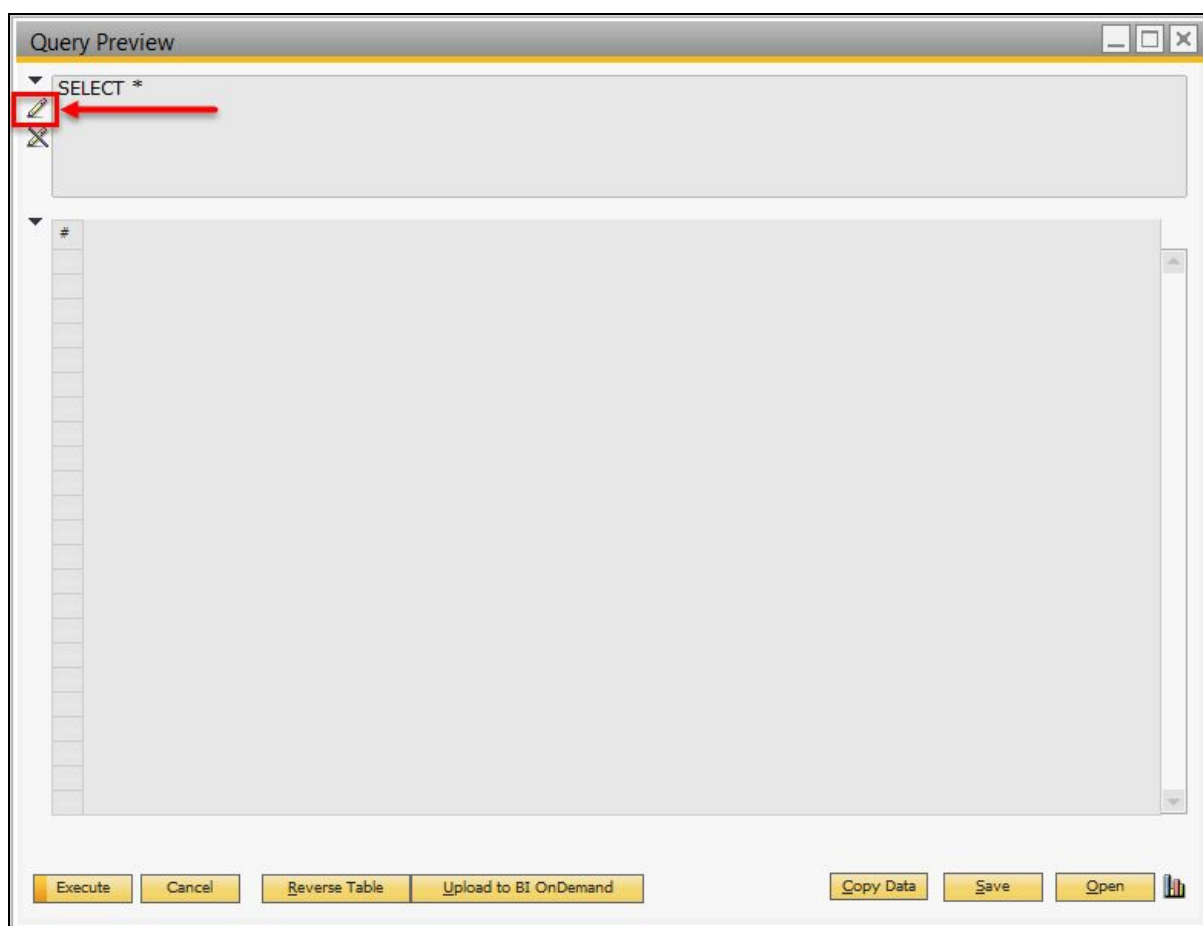 Query Preview
SELECT *
#
Execute Cancel Reverse Table Upload to BI OnDemand Copy Data Save Open